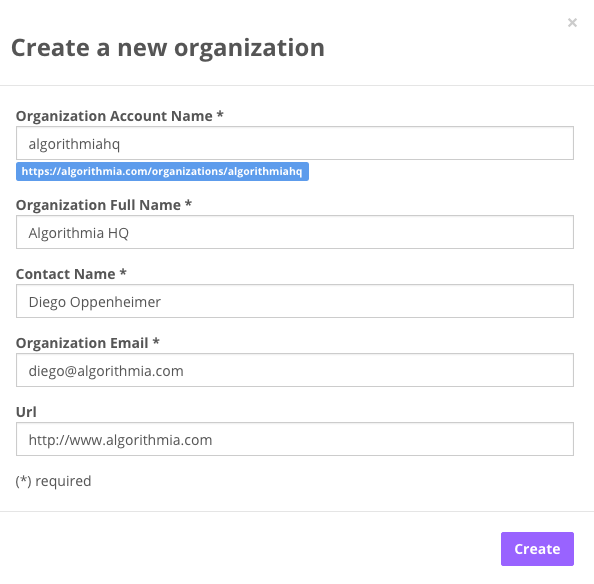 ×
Create a new organization
Organization Account Name *
algorithmiahq
https://algorithmia.com/organizations/algorithmiahq
Organization Full Name *
Algorithmia HQ
Contact Name *
Diego Oppenheimer
Organization Email *
diego@algorithmia.com
Url
http://www.algorithmia.com
(*) required
Create